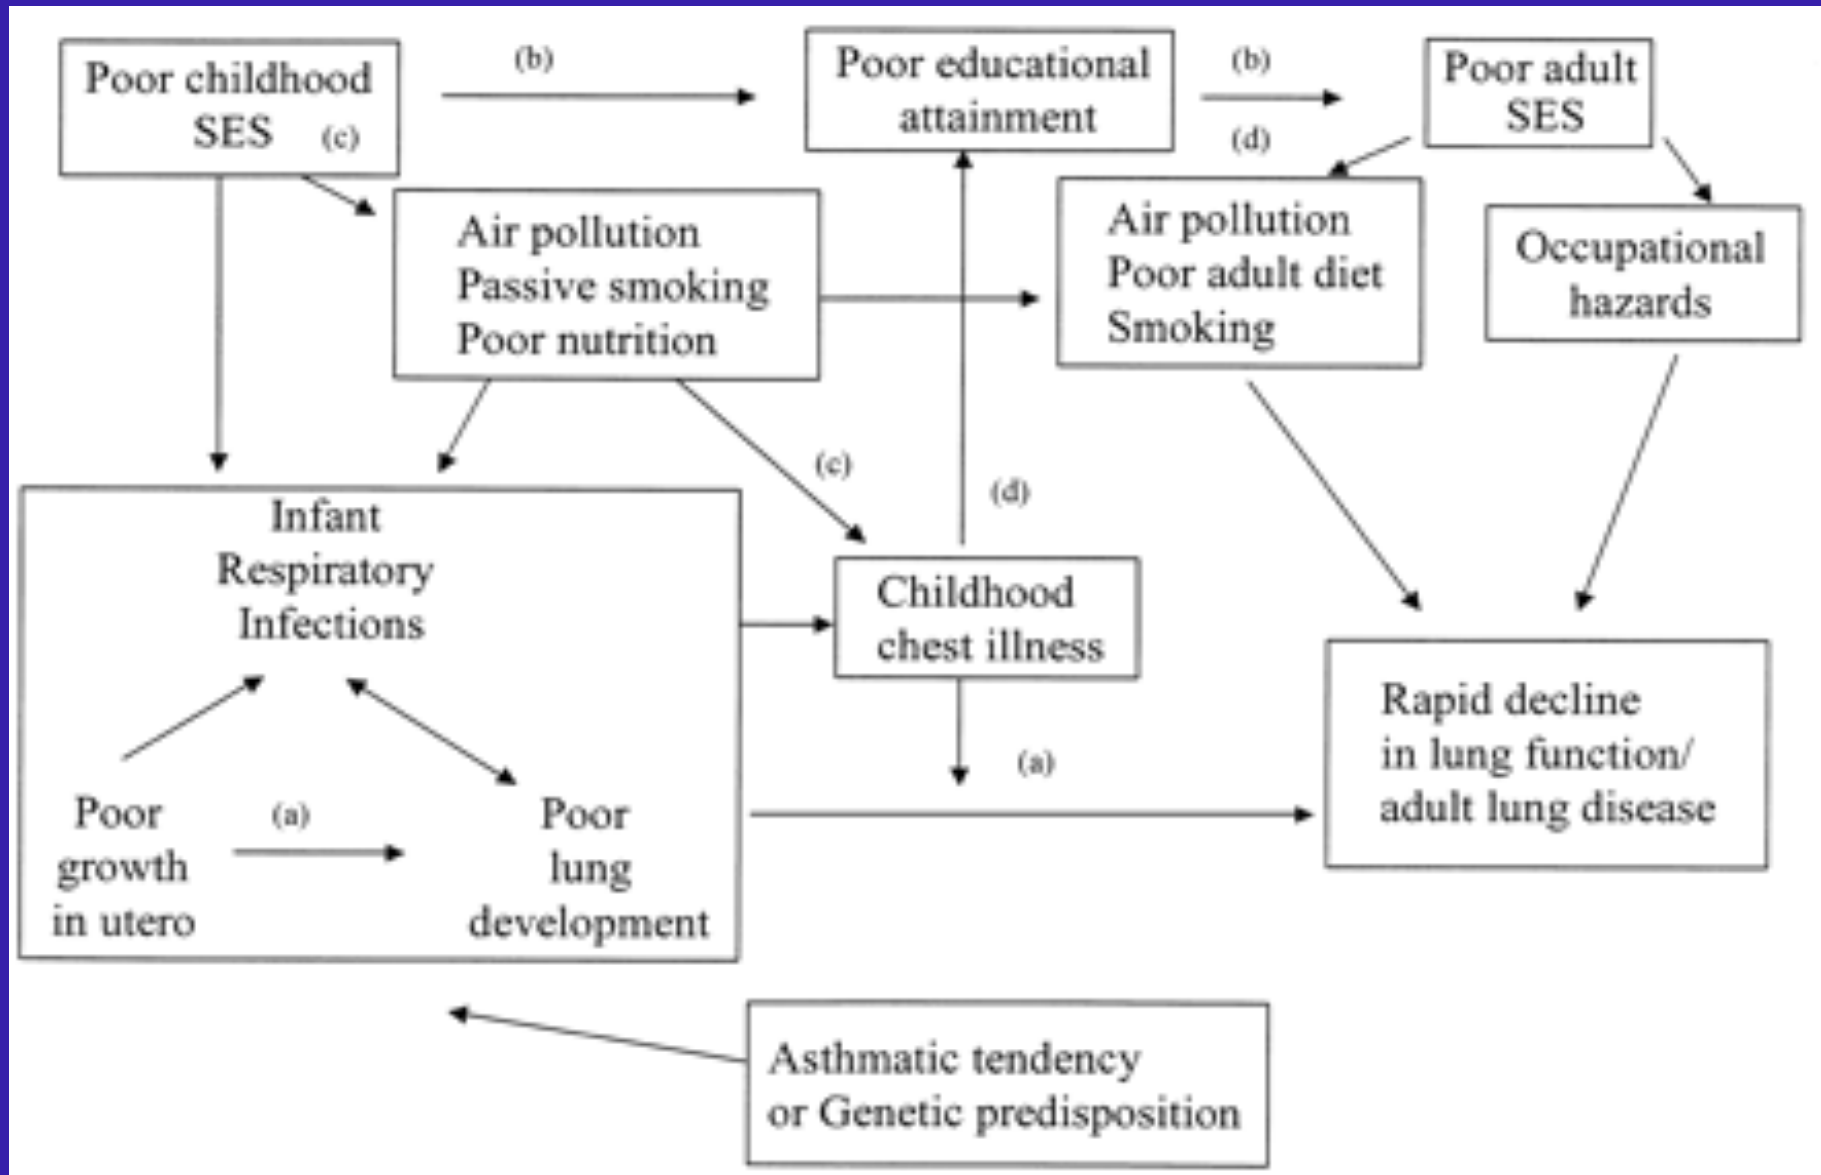 Poor childhood
SES
(c)
(b)
Poor educational
attainment
(b)
(d)
Poor adult
SES
Air pollution
Passive smoking
Poor nutrition
Air pollution
Poor adult diet
Smoking
Occupational
hazards
(c)
(d)
Infant
Respiratory
Infections
Childhood
chest illness
(a)
Poor
growth
in utero
(a)
Poor
lung
development
Rapid decline
in lung function/
adult lung disease
Asthmatic tendency
or Genetic predisposition